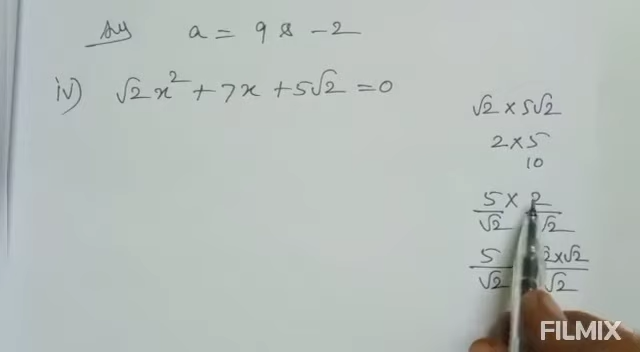 Ans a = 9 & -2
iv) √2x² + 7x + 5√2 = 0
√2 × 5√2
2 × 5
10
5/√2 × 2/√2
5/√2 2×√2/√2
FILMIX